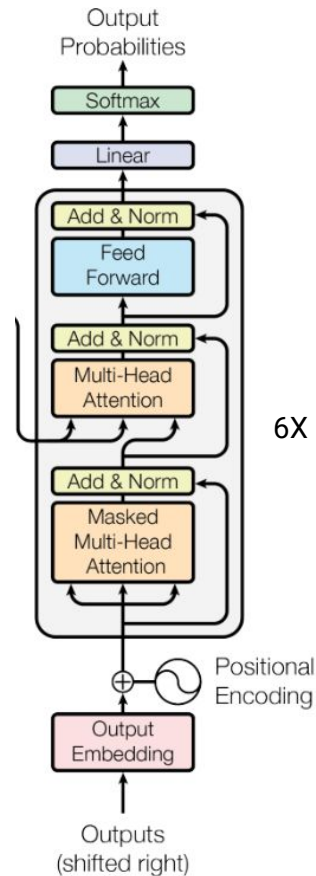 Output
Probabilities
Softmax
Linear
Add & Norm
Feed
Forward
Add & Norm
Multi-Head
Attention
6X
Add & Norm
Masked
Multi-Head
Attention
Positional
Encoding
Output
Embedding
Outputs
(shifted right)